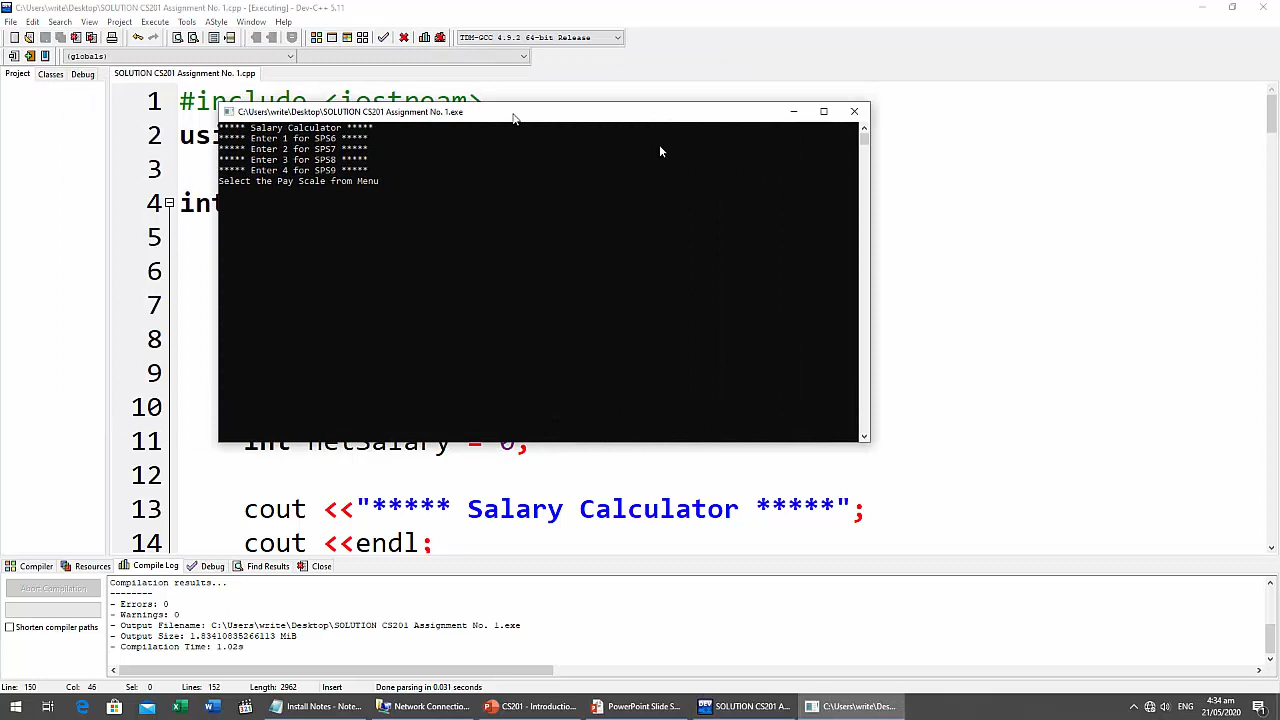 C:\Users\write\Desktop\SOLUTION CS201 Assignment No. 1.cpp - [Executing] - Dev-C++ 5.11
File Edit Search View Project Execute Tools AStyle Window Help
TDM-GCC 4.9.2 64-bit Release
(globals)
Project Classes Debug SOLUTION CS201 Assignment No. 1.cpp
1 #include <iostream>
C:\Users\write\Desktop\SOLUTION CS201 Assignment No. 1.exe
***** Salary Calculator *****
***** Enter 1 for SPS6 *****
***** Enter 2 for SPS7 *****
***** Enter 3 for SPS8 *****
***** Enter 4 for SPS9 *****
Select the Pay Scale from Menu
2
3
4 int
5
6
7
8
9
10
11 int netSalary = 0;
12
13 cout <<"***** Salary Calculator *****";
14 cout <<endl;
Compiler Resources Compile Log Debug Find Results Close
Abort Compilation
Shorten compiler paths
Compilation results...
--------
- Errors: 0
- Warnings: 0
- Output Filename: C:\Users\write\Desktop\SOLUTION CS201 Assignment No. 1.exe
- Output Size: 1.83410835266113 MiB
- Compilation Time: 1.02s
Line: 150 Col: 46 Sel: 0 Lines: 152 Length: 2962 Insert Done parsing in 0.031 seconds
Install Notes - Note... Network Connectio... CS201 - Introductio... PowerPoint Slide S... SOLUTION CS201 A... C:\Users\write\Des...
ENG
4:34 pm
21/05/2020